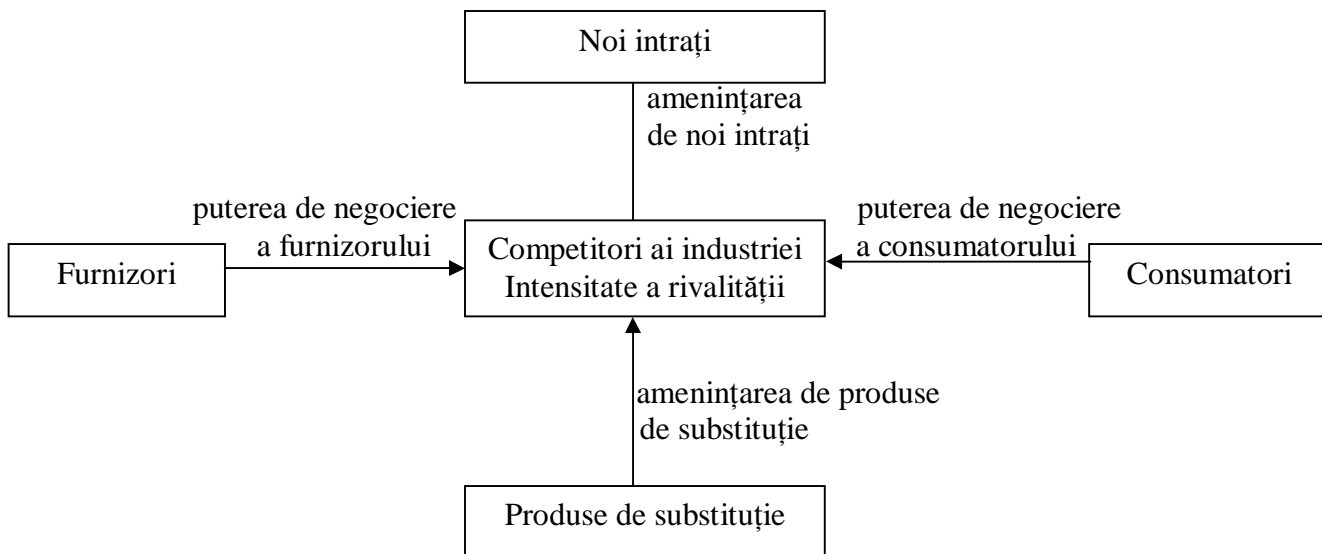 Noi intrați
amenințarea
de noi intrați
puterea de negociere
a furnizorului
puterea de negociere
a consumatorului
Furnizori
Competitori ai industriei
Intensitate a rivalității
Consumatori
amenințarea de produse
de substituție
Produse de substituție